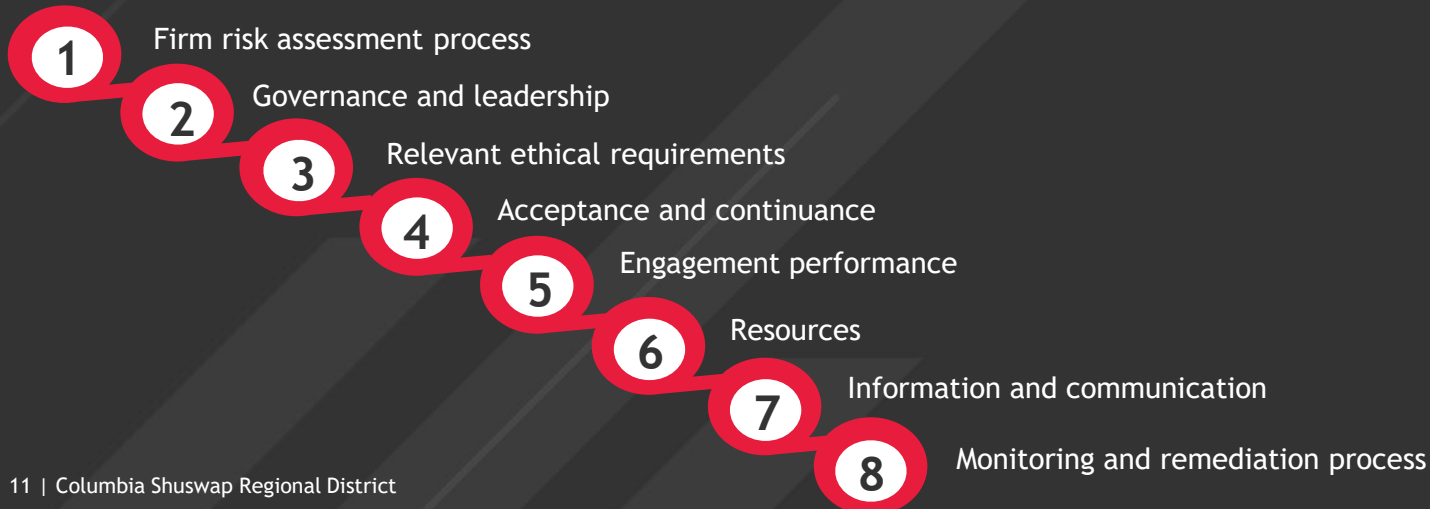 1 Firm risk assessment process
2 Governance and leadership
3 Relevant ethical requirements
4 Acceptance and continuance
5 Engagement performance
6 Resources
7 Information and communication
8 Monitoring and remediation process
11 | Columbia Shuswap Regional District